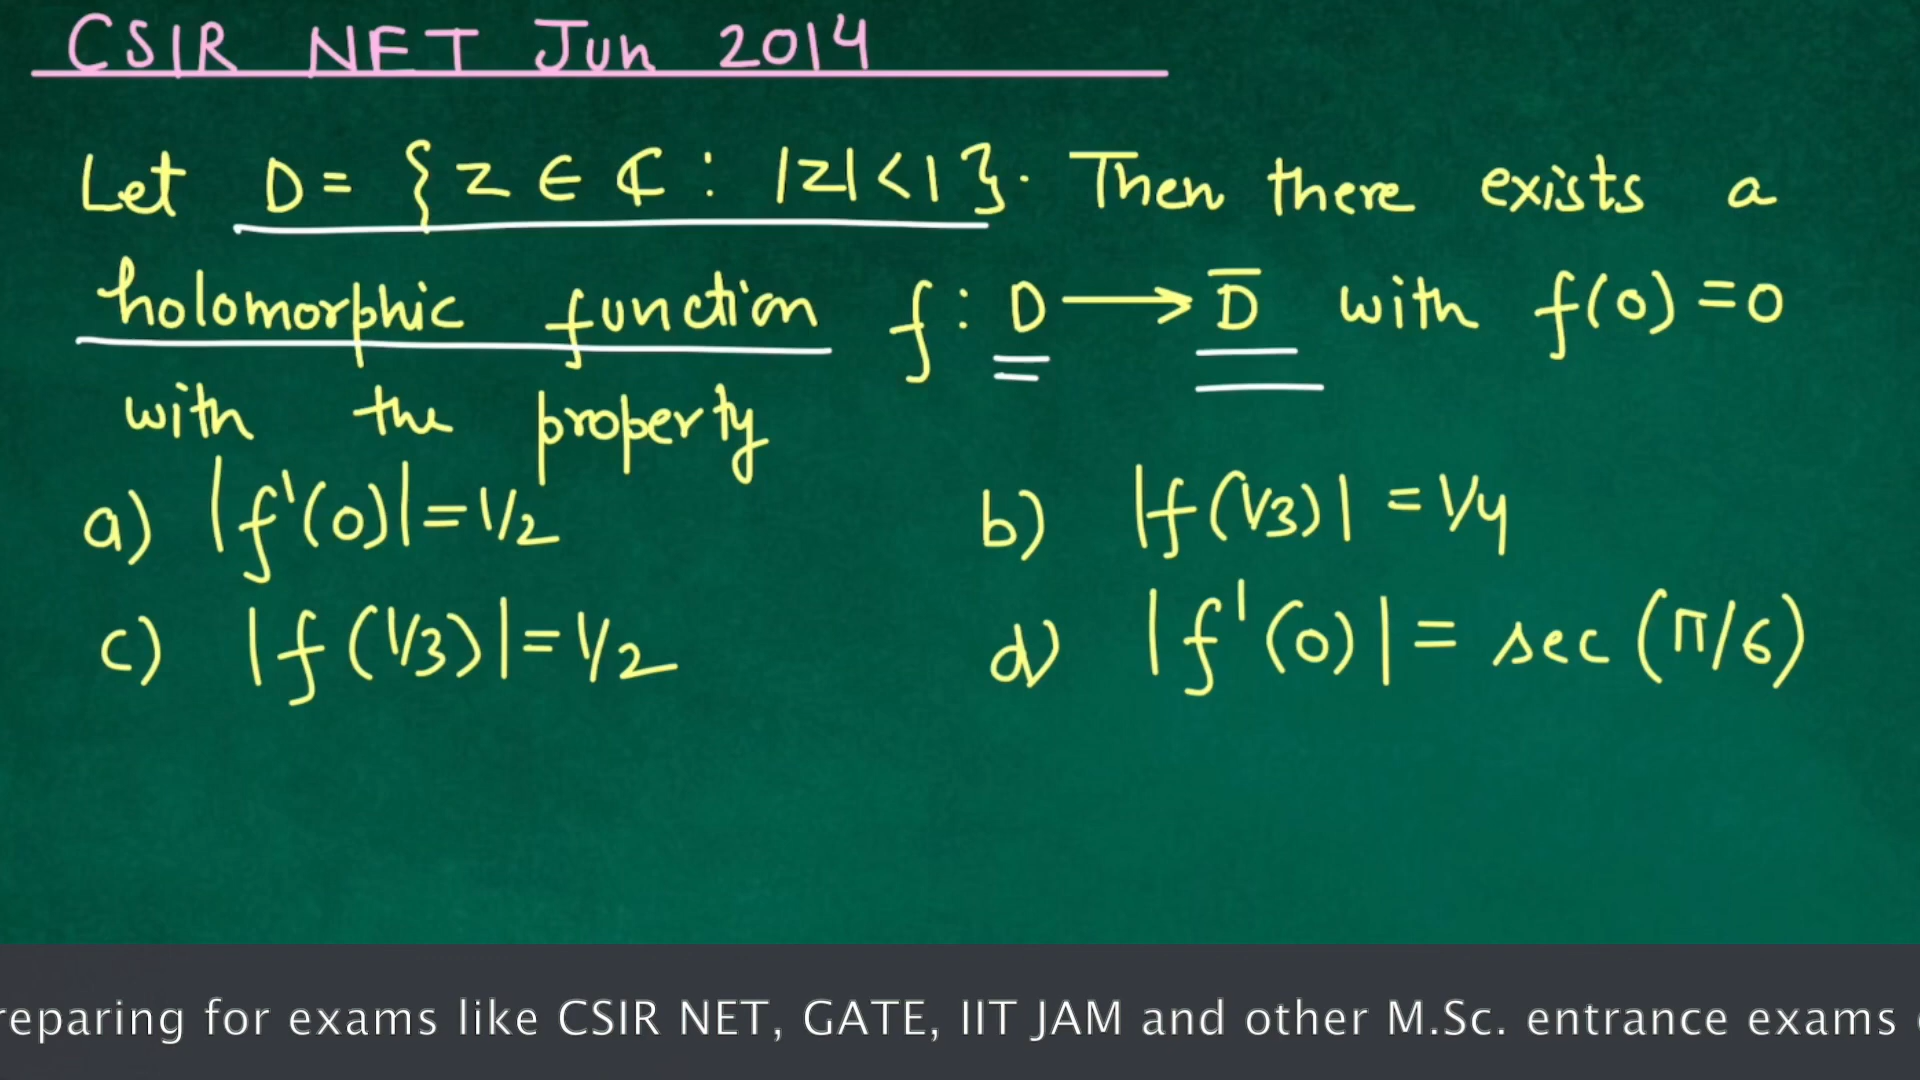 CSIR NET Jun 2014
Let D = {z ∈ ℂ : |z| < 1}. Then there exists a
holomorphic function f : D ⟶ D̅ with f(0) = 0
with the property
a) |f'(0)| = 1/2 b) |f(1/3)| = 1/4
c) |f(1/3)| = 1/2 d) |f'(0)| = sec(π/6)
reparing for exams like CSIR NET, GATE, IIT JAM and other M.Sc. entrance exams